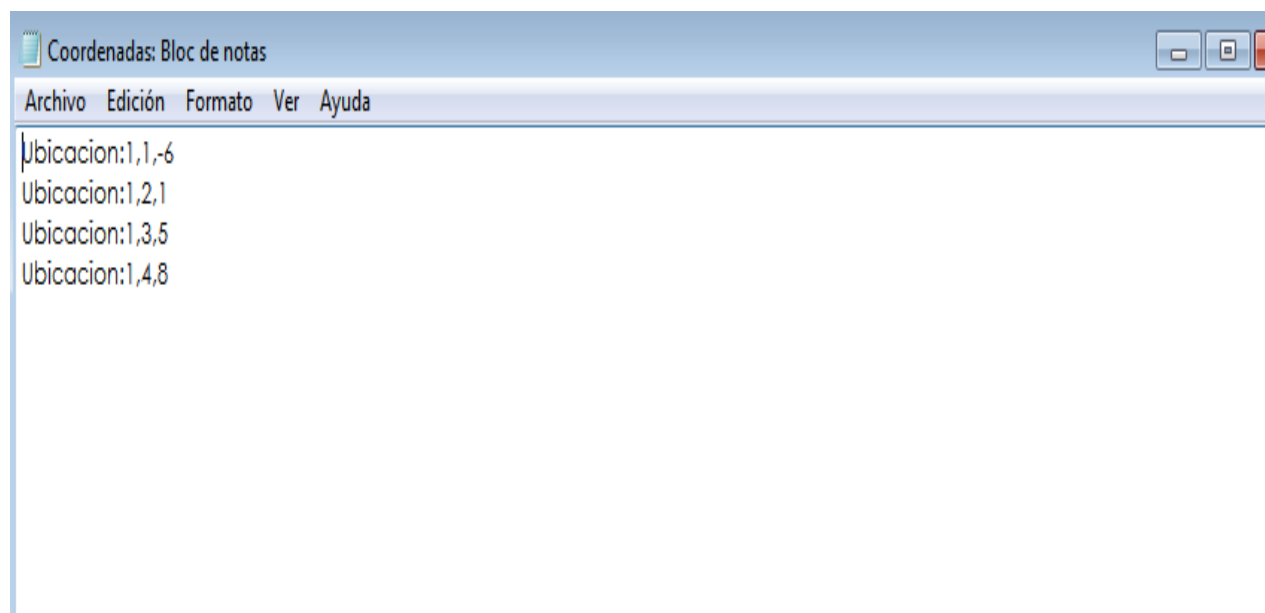 Coordenadas: Bloc de notas
Archivo Edición Formato Ver Ayuda
Ubicacion:1,1,-6
Ubicacion:1,2,1
Ubicacion:1,3,5
Ubicacion:1,4,8